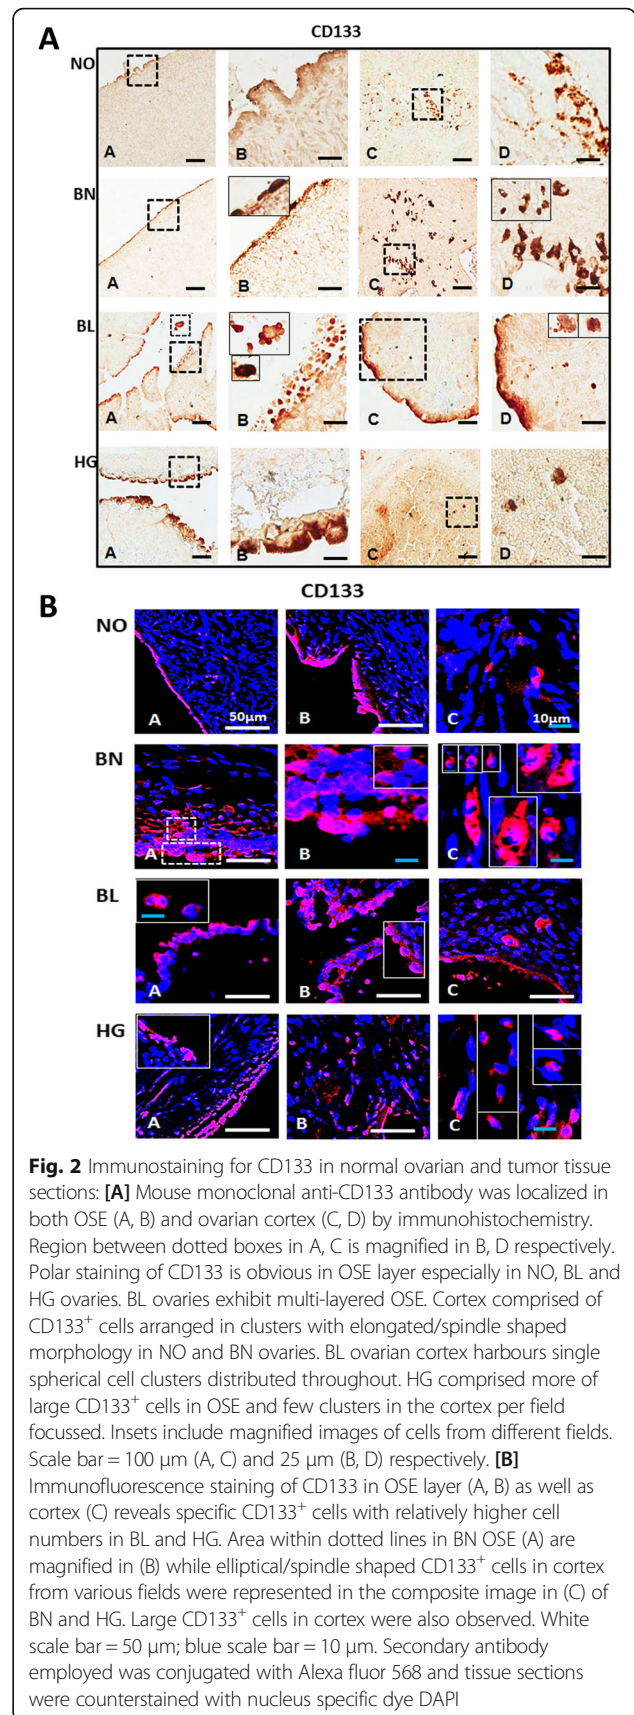 A
CD133
NO
A
B
C
D
BN
A
B
C
D
BL
A
B
C
D
HG
A
B
C
D
B
CD133
NO
A
50µm
B
C
10µm
BN
A
B
C
BL
A
B
C
HG
A
B
C
Fig. 2 Immunostaining for CD133 in normal ovarian and tumor tissue
sections: [A] Mouse monoclonal anti-CD133 antibody was localized in
both OSE (A, B) and ovarian cortex (C, D) by immunohistochemistry.
Region between dotted boxes in A, C is magnified in B, D respectively.
Polar staining of CD133 is obvious in OSE layer especially in NO, BL and
HG ovaries. BL ovaries exhibit multi-layered OSE. Cortex comprised of
CD133⁺ cells arranged in clusters with elongated/spindle shaped
morphology in NO and BN ovaries. BL ovarian cortex harbours single
spherical cell clusters distributed throughout. HG comprised more of
large CD133⁺ cells in OSE and few clusters in the cortex per field
focussed. Insets include magnified images of cells from different fields.
Scale bar = 100 µm (A, C) and 25 µm (B, D) respectively. [B]
Immunofluorescence staining of CD133 in OSE layer (A, B) as well as
cortex (C) reveals specific CD133⁺ cells with relatively higher cell
numbers in BL and HG. Area within dotted lines in BN OSE (A) are
magnified in (B) while elliptical/spindle shaped CD133⁺ cells in cortex
from various fields were represented in the composite image in (C) of
BN and HG. Large CD133⁺ cells in cortex were also observed. White
scale bar = 50 µm; blue scale bar = 10 µm. Secondary antibody
employed was conjugated with Alexa fluor 568 and tissue sections
were counterstained with nucleus specific dye DAPI